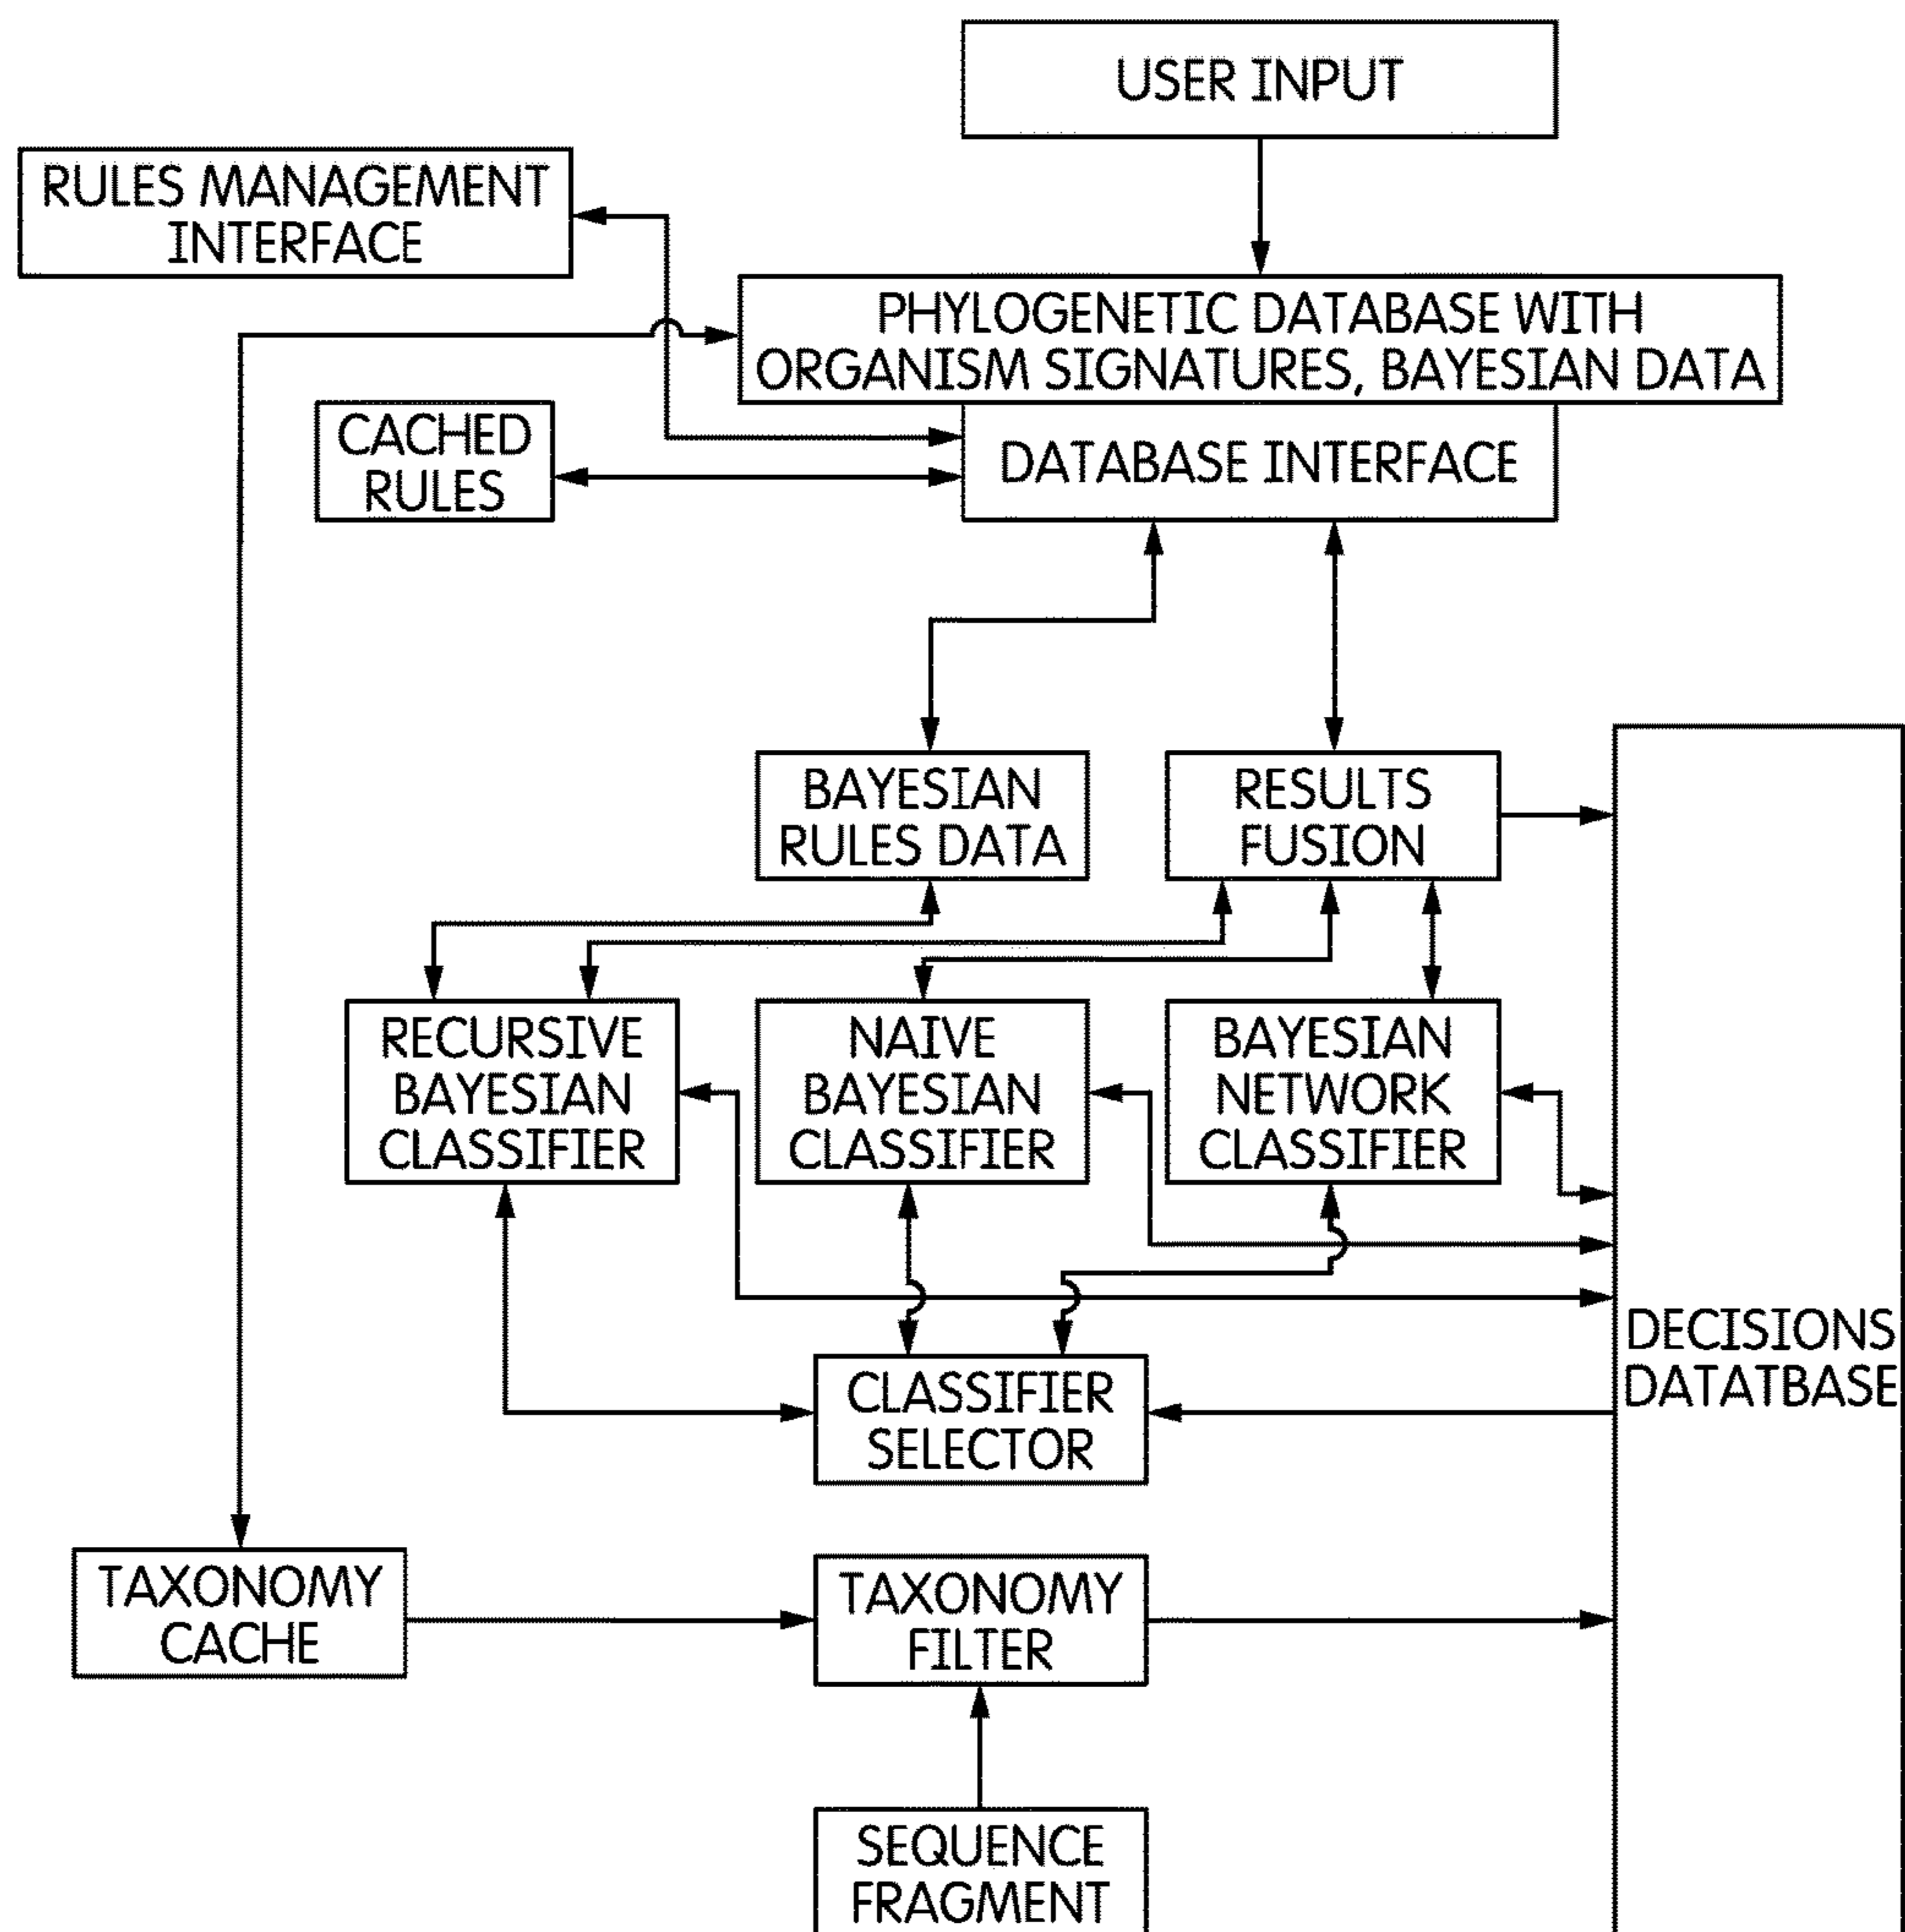 USER INPUT
RULES MANAGEMENT
INTERFACE
PHYLOGENETIC DATABASE WITH
ORGANISM SIGNATURES, BAYESIAN DATA
CACHED
RULES
DATABASE INTERFACE
BAYESIAN
RULES DATA
RESULTS
FUSION
RECURSIVE
BAYESIAN
CLASSIFIER
NAIVE
BAYESIAN
CLASSIFIER
BAYESIAN
NETWORK
CLASSIFIER
DECISIONS
DATATBASE
CLASSIFIER
SELECTOR
TAXONOMY
CACHE
TAXONOMY
FILTER
SEQUENCE
FRAGMENT